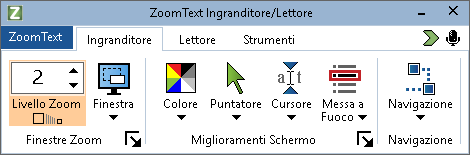 ZoomText Ingranditore/Lettore
ZoomText Ingranditore Lettore Strumenti
2
Livello Zoom
Finestra
Colore
Puntatore
Cursore
Messa a
Fuoco
Navigazione
Finestre Zoom
Miglioramenti Schermo
Navigazione